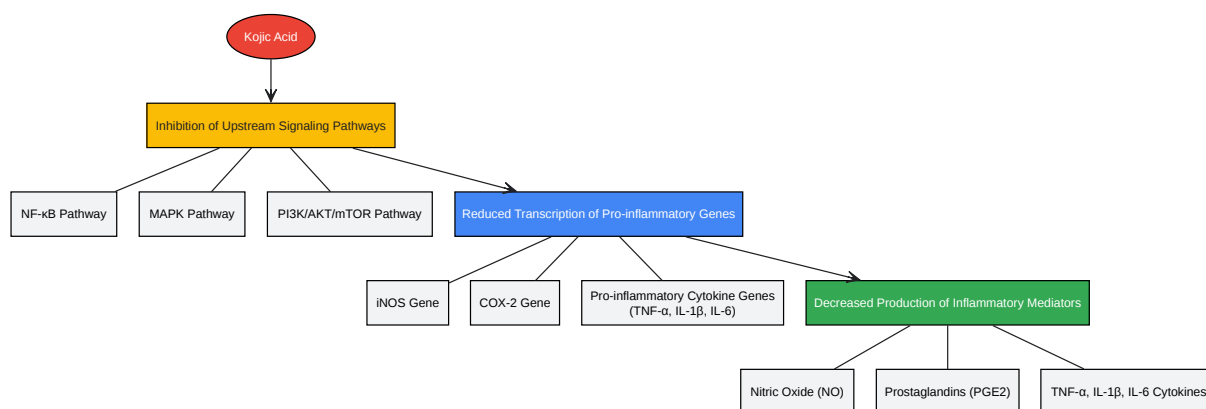 Kojic Acid
Inhibition of Upstream Signaling Pathways
NF-κB Pathway
MAPK Pathway
PI3K/AKT/mTOR Pathway
Reduced Transcription of Pro-inflammatory Genes
iNOS Gene
COX-2 Gene
Pro-inflammatory Cytokine Genes
(TNF-α, IL-1β, IL-6)
Decreased Production of Inflammatory Mediators
Nitric Oxide (NO)
Prostaglandins (PGE2)
TNF-α, IL-1β, IL-6 Cytokines